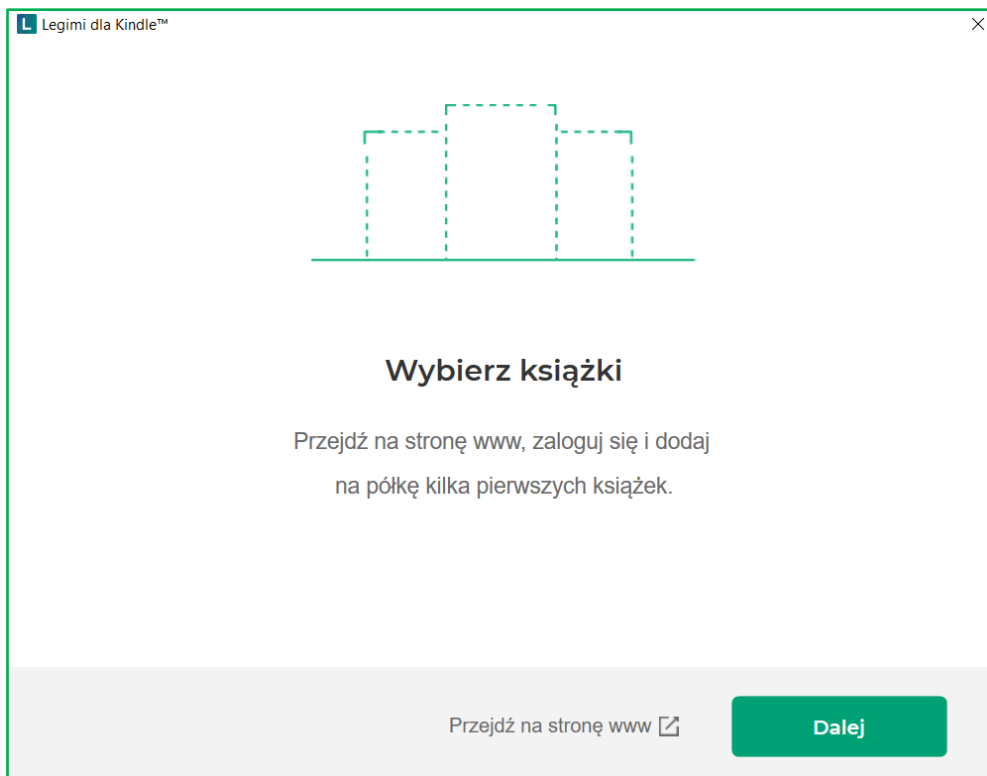 L Legimi dla Kindle™
Wybierz książki
Przejdź na stronę www, zaloguj się i dodaj
na półkę kilka pierwszych książek.
Przejdź na stronę www
Dalej